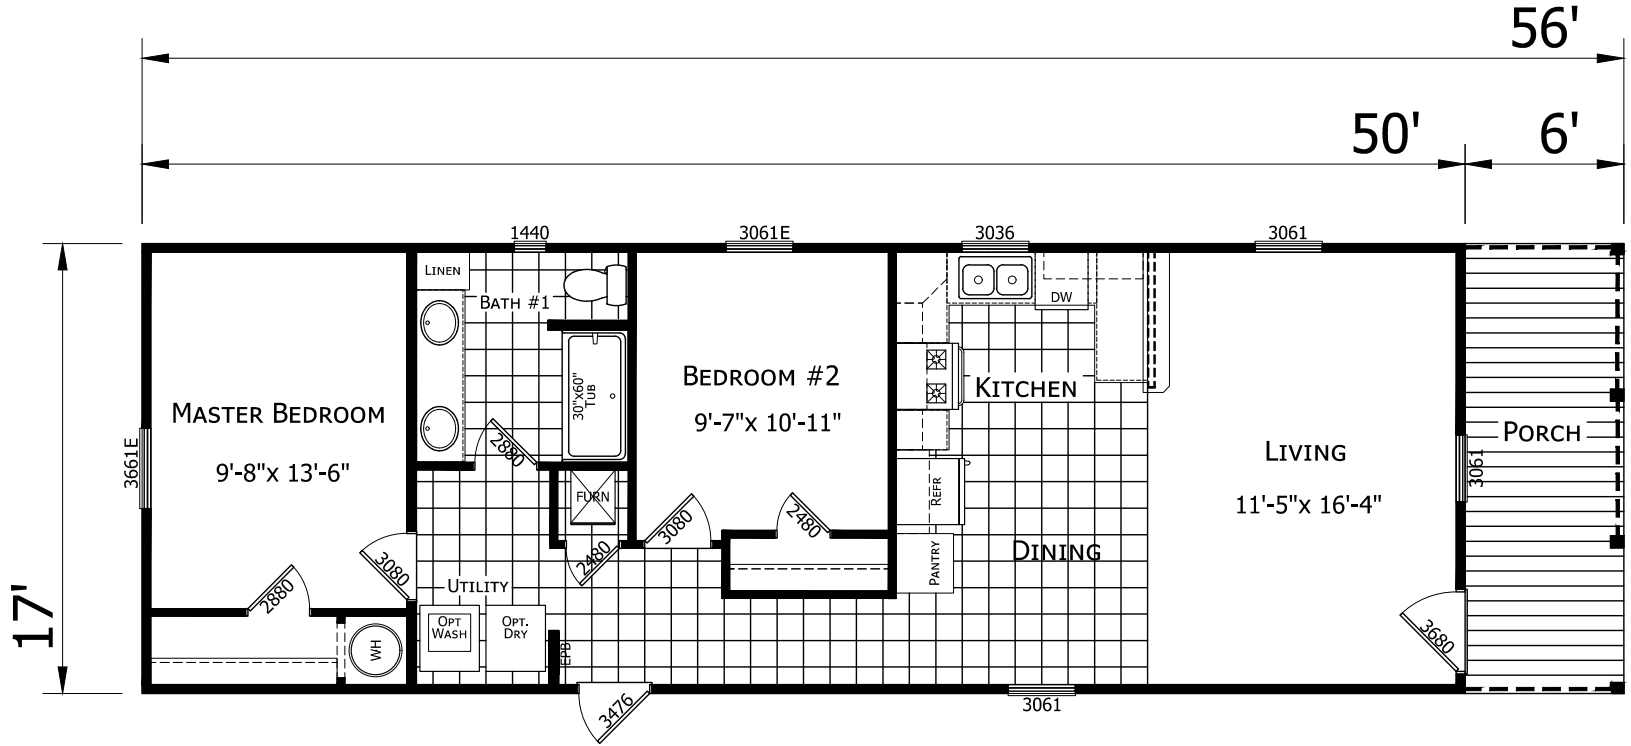 56'
50'
6'
17'
1440
3061E
3036
3061
LINEN
BATH #1
DW
30"x60"
TUB
BEDROOM #2
9'-7"x 10'-11"
KITCHEN
MASTER BEDROOM
9'-8"x 13'-6"
3661E
2880
FURN
REFR
LIVING
11'-5"x 16'-4"
3061
PORCH
3080
2480
2480
PANTRY
DINING
3080
2880
UTILITY
OPT
WASH
OPT.
DRY
WH
EPB
3680
3476
3061